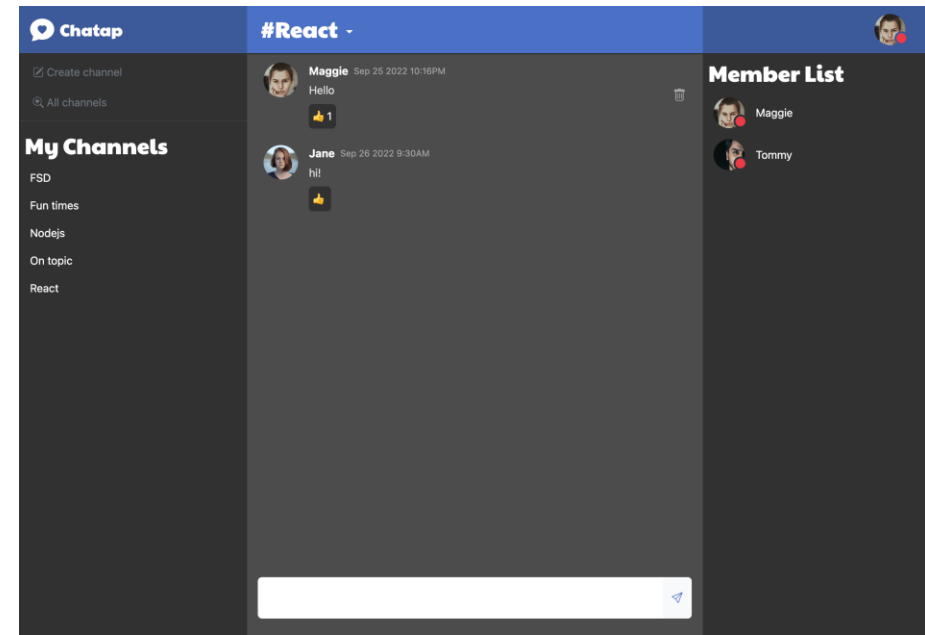 Chatap
Create channel
All channels
My Channels
FSD
Fun times
Nodejs
On topic
React
#React
Maggie Sep 25 2022 10:16PM
Hello
👍 1
Jane Sep 26 2022 9:30AM
hi!
👍
Member List
Maggie
Tommy